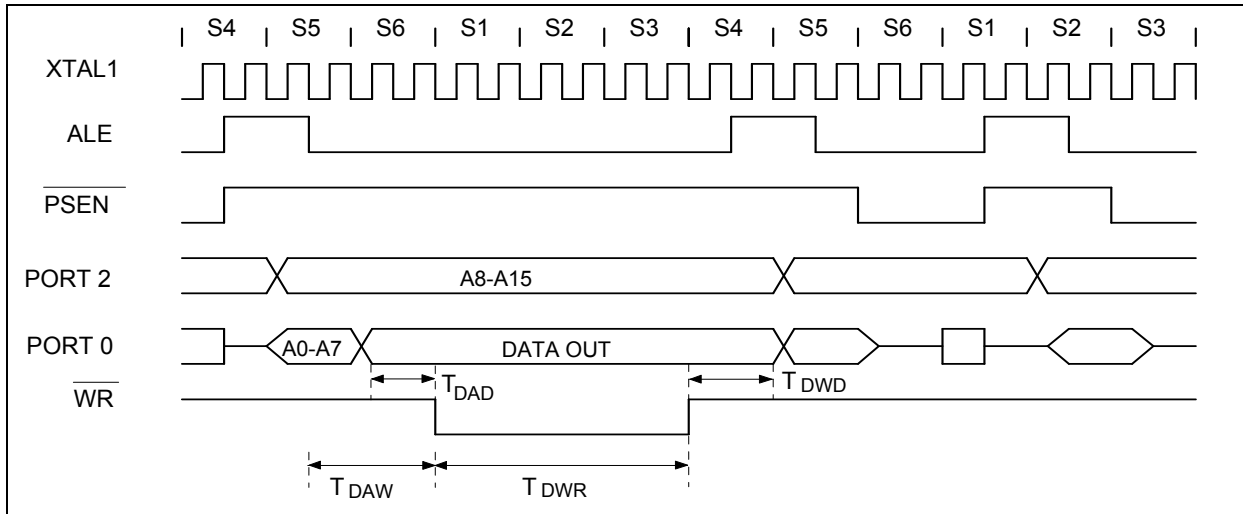 S4 S5 S6 S1 S2 S3 S4 S5 S6 S1 S2 S3
XTAL1
ALE
PSEN
PORT 2 A8-A15
PORT 0 A0-A7 DATA OUT
WR TDAD TDWD
TDAW TDWR